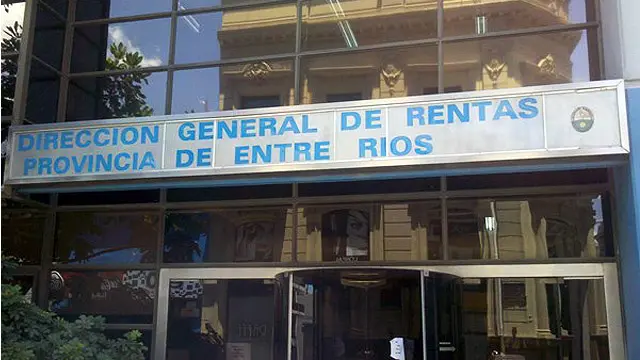 DIRECCION GENERAL DE RENTAS
PROVINCIA DE ENTRE RIOS